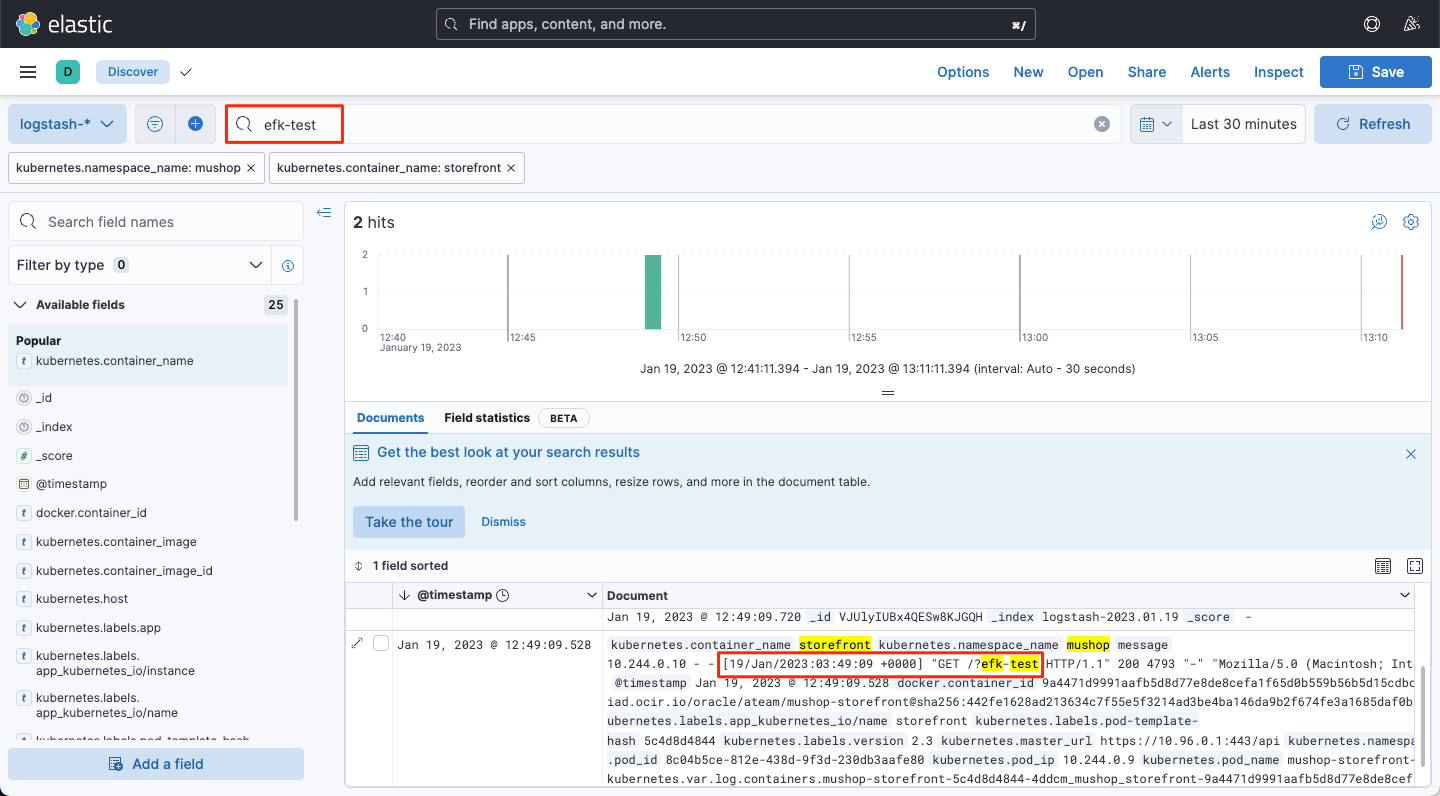 elastic
Find apps, content, and more.
⌘/
D
Discover
Options
New
Open
Share
Alerts
Inspect
Save
logstash-*
efk-test
Last 30 minutes
Refresh
kubernetes.namespace_name: mushop ×
kubernetes.container_name: storefront ×
Search field names
Filter by type 0
Available fields 25
Popular
t kubernetes.container_name
_id
_index
# _score
@timestamp
t docker.container_id
t kubernetes.container_image
t kubernetes.container_image_id
t kubernetes.host
t kubernetes.labels.app
t kubernetes.labels.
app_kubernetes_io/instance
t kubernetes.labels.
app_kubernetes_io/name
kubernetes.labels.pod_template_hash
Add a field
2 hits
2
1
0
12:40 12:45 12:50 12:55 13:00 13:05 13:10
January 19, 2023
Jan 19, 2023 @ 12:41:11.394 - Jan 19, 2023 @ 13:11:11.394 (interval: Auto - 30 seconds)
Documents
Field statistics
BETA
Get the best look at your search results
Add relevant fields, reorder and sort columns, resize rows, and more in the document table.
Take the tour
Dismiss
1 field sorted
@timestamp
Document
Jan 19, 2023 @ 12:49:09.720 _id VJUlyIUBx4QESw8KJGQH _index logstash-2023.01.19 _score -
Jan 19, 2023 @ 12:49:09.528
kubernetes.container_name storefront kubernetes.namespace_name mushop message
10.244.0.10 - - [19/Jan/2023:03:49:09 +0000] "GET /?efk-test HTTP/1.1" 200 4793 "-" "Mozilla/5.0 (Macintosh; Inte
@timestamp Jan 19, 2023 @ 12:49:09.528 docker.container_id 9a4471d9991aafb5d8d77e8de8cefa1f65d0b559b56b5d15cdbc
iad.ocir.io/oracle/ateam/mushop-storefront@sha256:442fe1628ad213634c7f55e5f3214ad3be4ba146da9b2f674fe3a1685daf0b
ubernetes.labels.app_kubernetes_io/name storefront kubernetes.labels.pod-template-
hash 5c4d8d4844 kubernetes.labels.version 2.3 kubernetes.master_url https://10.96.0.1:443/api kubernetes.namespa
.pod_id 8c04b5ce-812e-438d-9f3d-230db3aafe80 kubernetes.pod_ip 10.244.0.9 kubernetes.pod_name mushop-storefront-
kubernetes.var.log.containers.mushop-storefront-5c4d8d4844-4ddcm_mushop_storefront-9a4471d9991aafb5d8d77e8de8cef